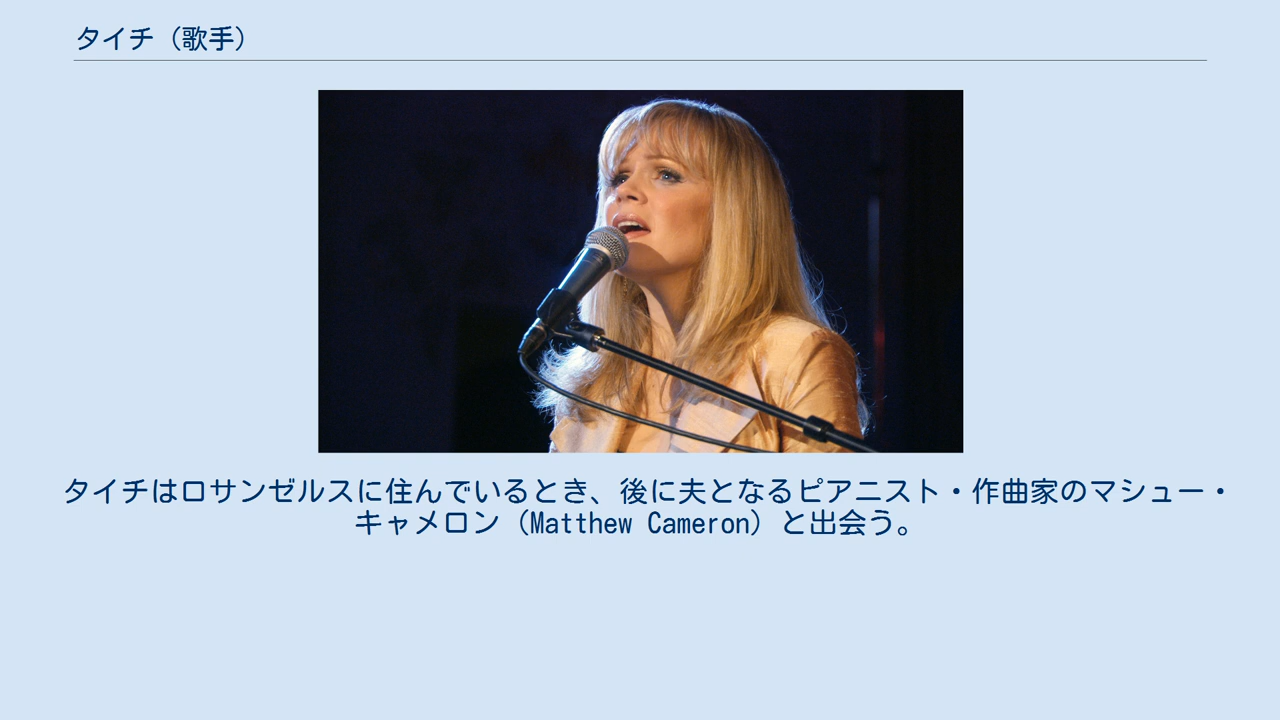 タイチ（歌手）
タイチはロサンゼルスに住んでいるとき、後に夫となるピアニスト・作曲家のマシュー・
キャメロン（Matthew Cameron）と出会う。